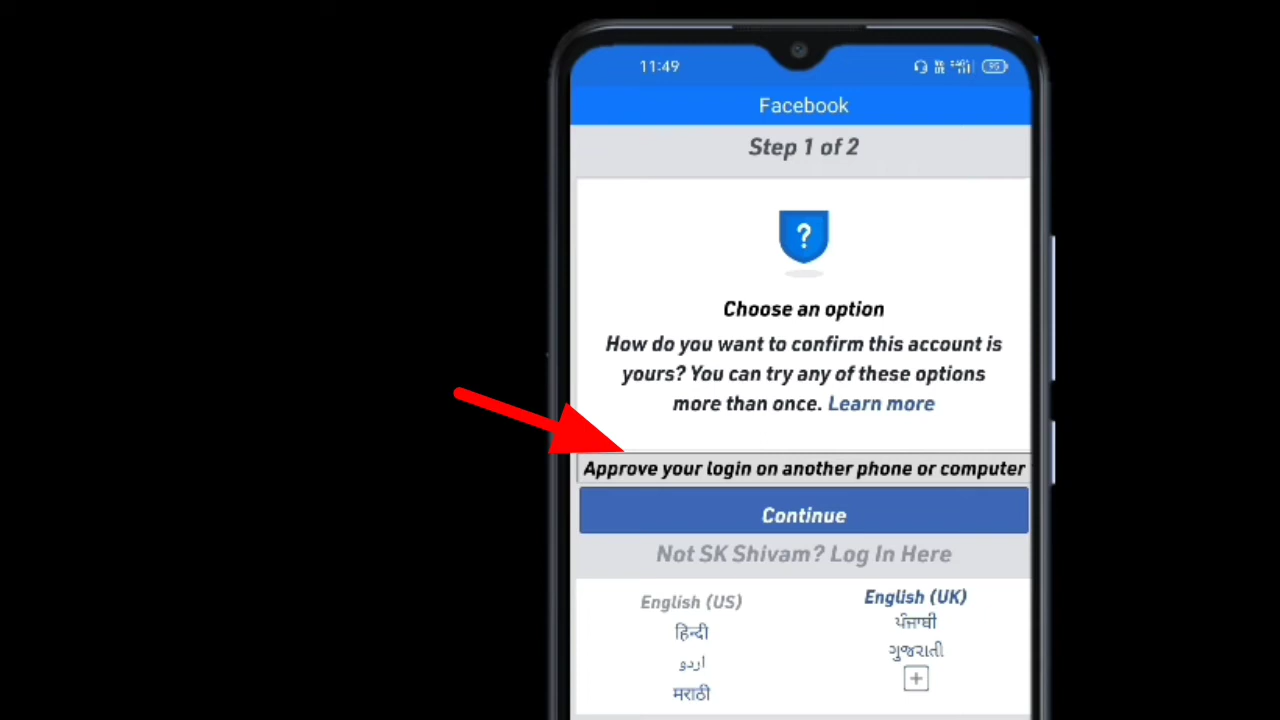 11:49
95
Facebook
Step 1 of 2
?
Choose an option
How do you want to confirm this account is
yours? You can try any of these options
more than once. Learn more
Approve your login on another phone or computer
Continue
Not SK Shivam? Log In Here
English (US)
English (UK)
हिन्दी
ਪੰਜਾਬੀ
اردو
ગુજરાતી
मराठी
+